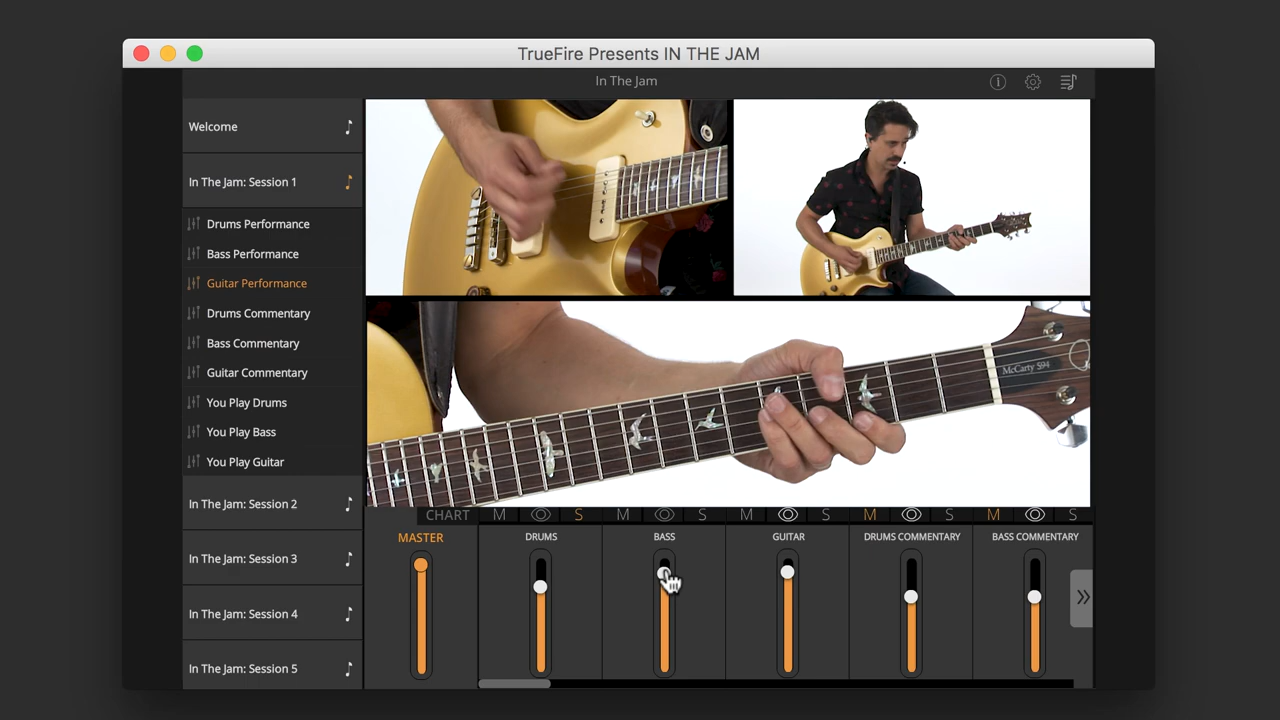 TrueFire Presents IN THE JAM
In The Jam
Welcome
In The Jam: Session 1
Drums Performance
Bass Performance
Guitar Performance
Drums Commentary
Bass Commentary
Guitar Commentary
You Play Drums
You Play Bass
You Play Guitar
In The Jam: Session 2
In The Jam: Session 3
In The Jam: Session 4
In The Jam: Session 5
McCarty 594
CHART M S M S M S M S M S
MASTER DRUMS BASS GUITAR DRUMS COMMENTARY BASS COMMENTARY